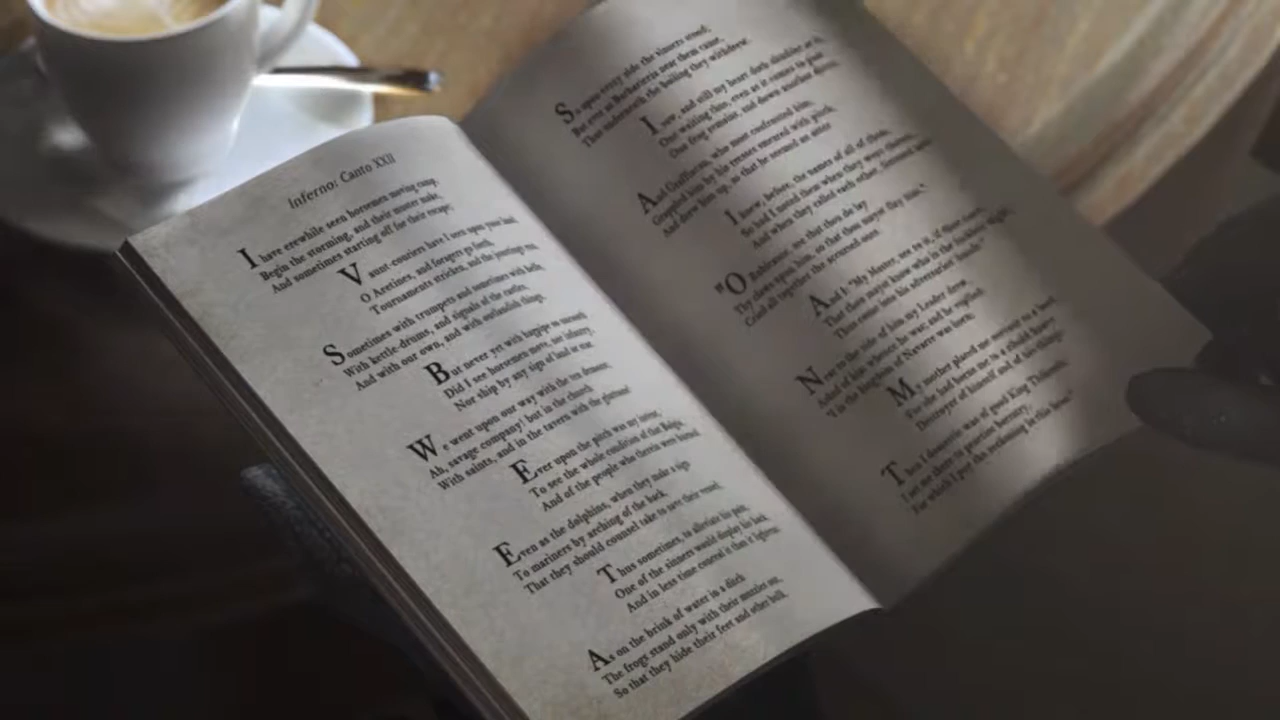 Inferno: Canto XXII
I have erewhile seen horsemen moving camp,
Begin the storming, and their muster make,
And sometimes starting off for their escape;
Vaunt-couriers have I seen upon your land,
O Aretines, and foragers go forth,
Tournaments stricken, and the joustings run,
Sometimes with trumpets and sometimes with bells,
With kettle-drums, and signals of the castles,
And with our own, and with outlandish things,
But never yet with bagpipe so uncouth
Did I see horsemen move, nor infantry,
Nor ship by any sign of land or star.
We went upon our way with the ten demons:
Ah, savage company! but in the church
With saints, and in the tavern with the gluttons!
Ever upon the pitch was my intent,
To see the whole condition of that Bolgia,
And of the people who therein were burned.
Even as the dolphins, when they make a sign
To mariners by arching of the back,
That they should counsel take to save their vessel,
Thus sometimes, to alleviate his pain,
One of the sinners would display his back,
And in less time conceal it than it lightens.
As on the brink of water in a ditch
The frogs stand only with their muzzles out,
So that they hide their feet and other bulk,
So upon every side the sinners stood;
But ever as Barbariccia near them came,
Thus underneath the boiling they withdrew.
I saw, and still my heart doth shudder at it,
One waiting thus, even as it comes to pass
One frog remains, and down another dives;
And Graffiacan, who most confronted him,
Grappled him by his tresses smeared with pitch,
And drew him up, so that he seemed an otter.
I knew, before, the names of all of them,
So had I noted them when they were chosen,
And when they called each other, listened how.
"O Rubicante, see that thou do lay
Thy claws upon him, so that thou mayst flay him,"
Cried all together the accursed ones.
And I: "My Master, see to it, if thou canst,
That thou mayst know who is the luckless wight,
Thus come into his adversaries' hands."
Near to the side of him my Leader drew,
Asked of him whence he was; and he replied:
"I in the kingdom of Navarre was born;
My mother placed me servant to a lord,
For she had borne me to a ribald knave,
Destroyer of himself and of his things.
Then I domestic was of good King Thibault;
I set me there to practise barratry,
For which I pay the reckoning in this heat."